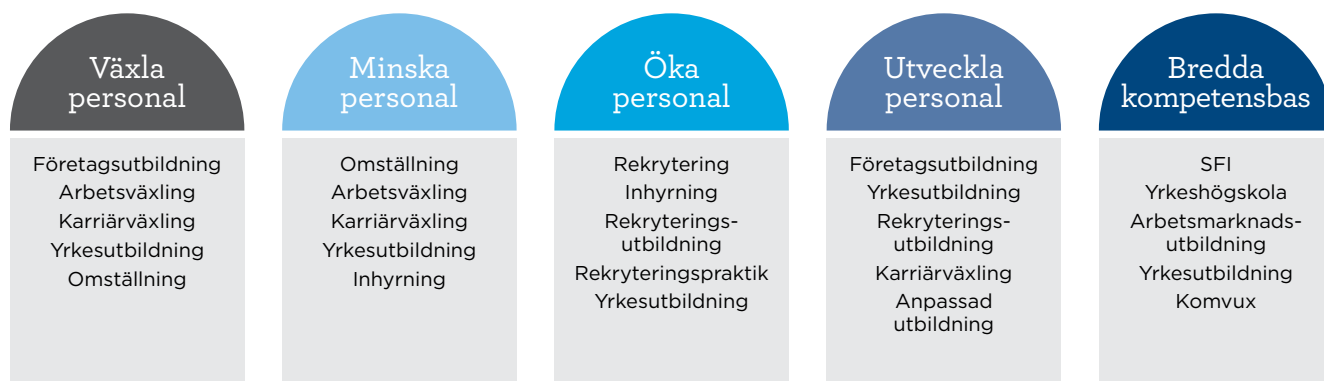 Växla
personal
Företagsutbildning
Arbetsväxling
Karriärväxling
Yrkesutbildning
Omställning
Minska
personal
Omställning
Arbetsväxling
Karriärväxling
Yrkesutbildning
Inhyrning
Öka
personal
Rekrytering
Inhyrning
Rekryterings-
utbildning
Rekryteringspraktik
Yrkesutbildning
Utveckla
personal
Företagsutbildning
Yrkesutbildning
Rekryterings-
utbildning
Karriärväxling
Anpassad
utbildning
Bredda
kompetensbas
SFI
Yrkeshögskola
Arbetsmarknads-
utbildning
Yrkesutbildning
Komvux